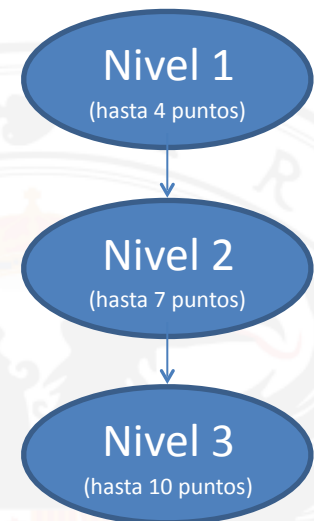 Nivel 1
(hasta 4 puntos)
Nivel 2
(hasta 7 puntos)
Nivel 3
(hasta 10 puntos)